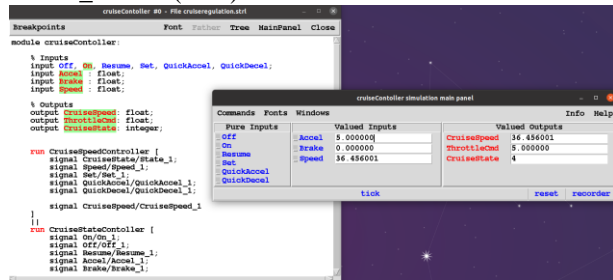 cruiseContoller #0 - File cruiseregulation.strl
Breakpoints Font Father Tree MainPanel Close
module cruiseContoller:
% Inputs
input Off, On, Resume, Set, QuickAccel, QuickDecel;
input Accel : float;
input Brake : float;
input Speed : float;
% Outputs
output CruiseSpeed: float;
output ThrottleCmd: float;
output CruiseState: integer;
run CruiseSpeedController [
signal CruiseState/State_1;
signal Speed/Speed_1;
signal Set/Set_1;
signal QuickAccel/QuickAccel_1;
signal QuickDecel/QuickDecel_1;
signal CruiseSpeed/CruiseSpeed_1
]
||
run CruiseStateController [
signal On/On_1;
signal Off/Off_1;
signal Resume/Resume_1;
signal Accel/Accel_1;
signal Brake/Brake_1;
cruiseContoller simulation main panel
Commands Fonts Windows Info Help
Pure Inputs Valued Inputs Valued Outputs
Off Accel 5.000000 CruiseSpeed 36.456001
On Brake 0.000000 ThrottleCmd 5.000000
Resume Speed 36.456001 CruiseState 4
Set
QuickAccel
QuickDecel
tick reset recorder